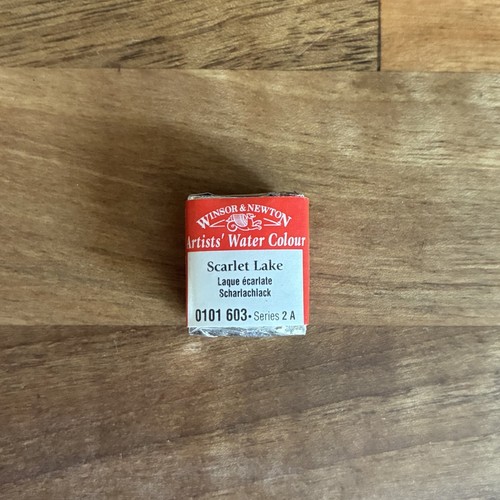 WINSOR & NEWTON
Artists' Water Colour
Scarlet Lake
Laque écarlate
Scharlachlack
0101 603• Series 2 A